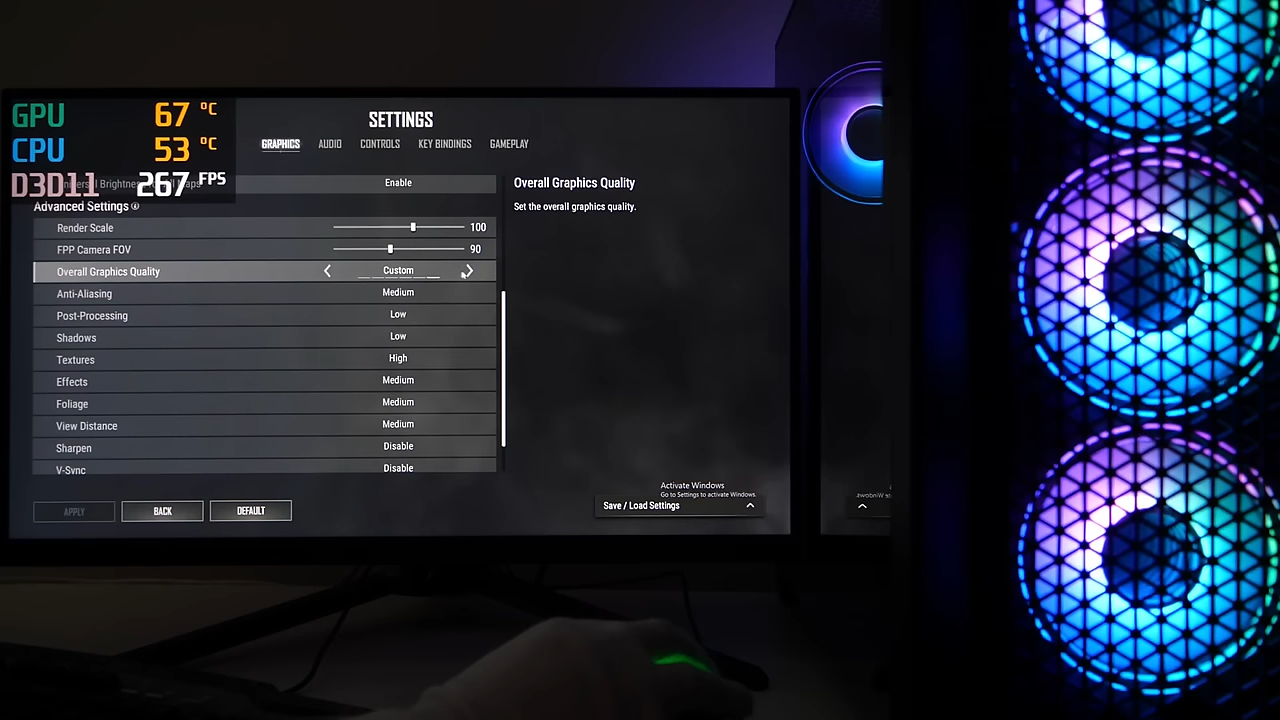 GPU 67 °C
CPU 53 °C
D3D11 267 FPS
SETTINGS
GRAPHICS AUDIO CONTROLS KEY BINDINGS GAMEPLAY
Enable
Advanced Settings
Render Scale 100
FPP Camera FOV 90
Overall Graphics Quality Custom
Anti-Aliasing Medium
Post-Processing Low
Shadows Low
Textures High
Effects Medium
Foliage Medium
View Distance Medium
Sharpen Disable
V-Sync Disable
Overall Graphics Quality
Set the overall graphics quality.
Activate Windows
Go to Settings to activate Windows.
Save / Load Settings
APPLY BACK DEFAULT